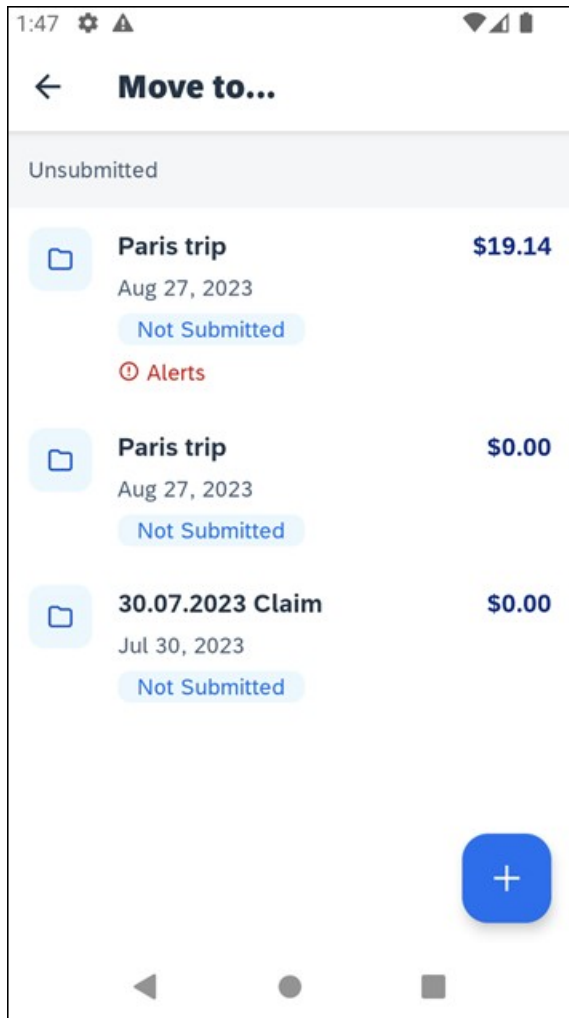 1:47
Move to...
Unsubmitted
Paris trip $19.14
Aug 27, 2023
Not Submitted
Alerts
Paris trip $0.00
Aug 27, 2023
Not Submitted
30.07.2023 Claim $0.00
Jul 30, 2023
Not Submitted